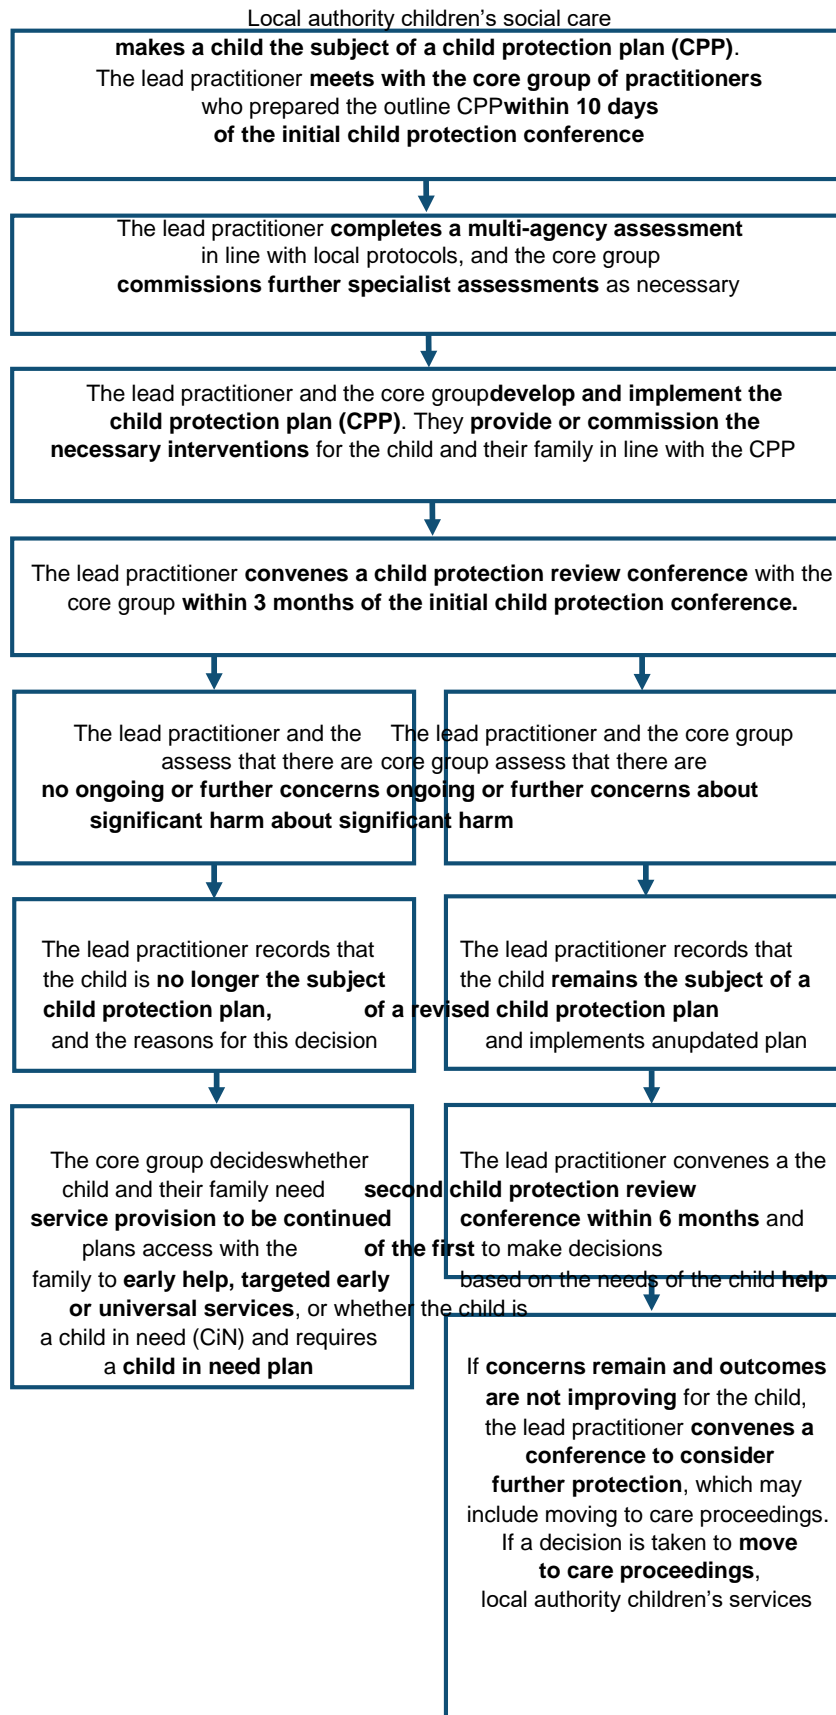 Local authority children’s social care
makes a child the subject of a child protection plan (CPP).
The lead practitioner meets with the core group of practitioners
who prepared the outline CPPwithin 10 days
of the initial child protection conference
The lead practitioner completes a multi-agency assessment
in line with local protocols, and the core group
commissions further specialist assessments as necessary
The lead practitioner and the core groupdevelop and implement the
child protection plan (CPP). They provide or commission the
necessary interventions for the child and their family in line with the CPP
The lead practitioner convenes a child protection review conference with the
core group within 3 months of the initial child protection conference.
The lead practitioner and the The lead practitioner and the core group
assess that there are core group assess that there are
no ongoing or further concerns ongoing or further concerns about
significant harm about significant harm
The lead practitioner records that
the child is no longer the subject
child protection plan,
and the reasons for this decision
The lead practitioner records that
the child remains the subject of a
of a revised child protection plan
and implements anupdated plan
The core group decideswhether
child and their family need
service provision to be continued
plans access with the
family to early help, targeted early
or universal services, or whether the child is
a child in need (CiN) and requires
a child in need plan
The lead practitioner convenes a the
second child protection review
conference within 6 months and
of the first to make decisions
based on the needs of the child help
If concerns remain and outcomes
are not improving for the child,
the lead practitioner convenes a
conference to consider
further protection, which may
include moving to care proceedings.
If a decision is taken to move
to care proceedings,
local authority children’s services